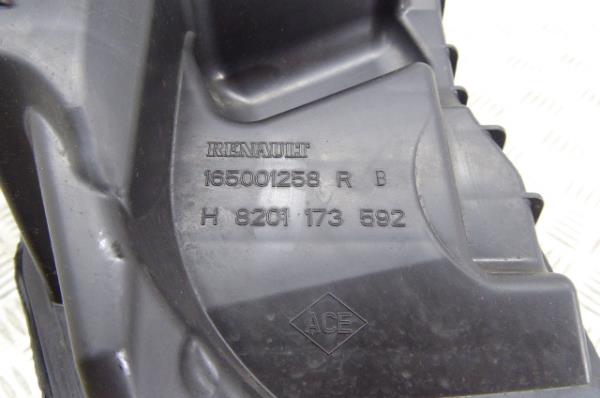 RENAULT
165001258 R B
H 8201 173 592
ACE